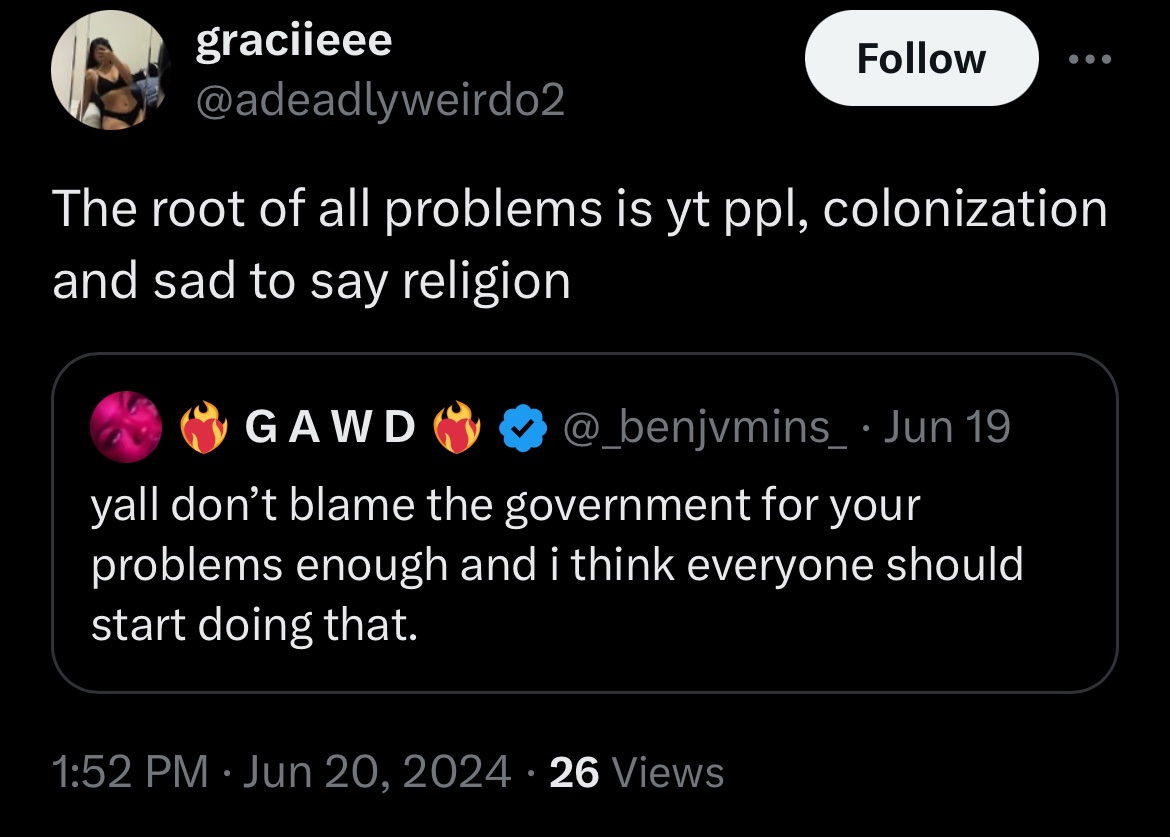 graciieee
@adeadlyweirdo2
Follow
The root of all problems is yt ppl, colonization
and sad to say religion
❤️‍🔥 G A W D ❤️‍🔥 @_benjvmins_ · Jun 19
yall don’t blame the government for your
problems enough and i think everyone should
start doing that.
1:52 PM · Jun 20, 2024 · 26 Views